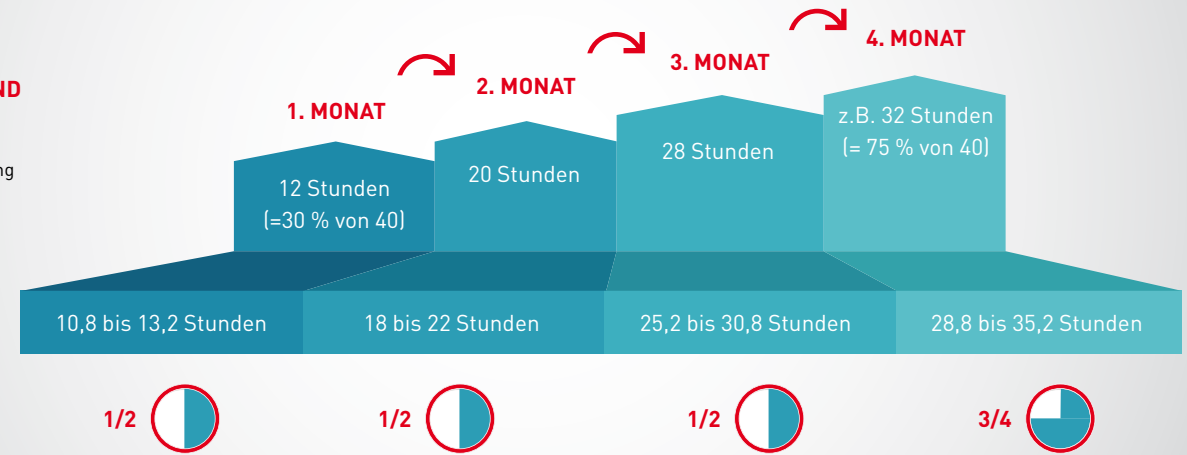 ND
ng
1. MONAT
2. MONAT
3. MONAT
4. MONAT
12 Stunden
(=30 % von 40)
20 Stunden
28 Stunden
z.B. 32 Stunden
(= 75 % von 40)
10,8 bis 13,2 Stunden
18 bis 22 Stunden
25,2 bis 30,8 Stunden
28,8 bis 35,2 Stunden
1/2
1/2
1/2
3/4